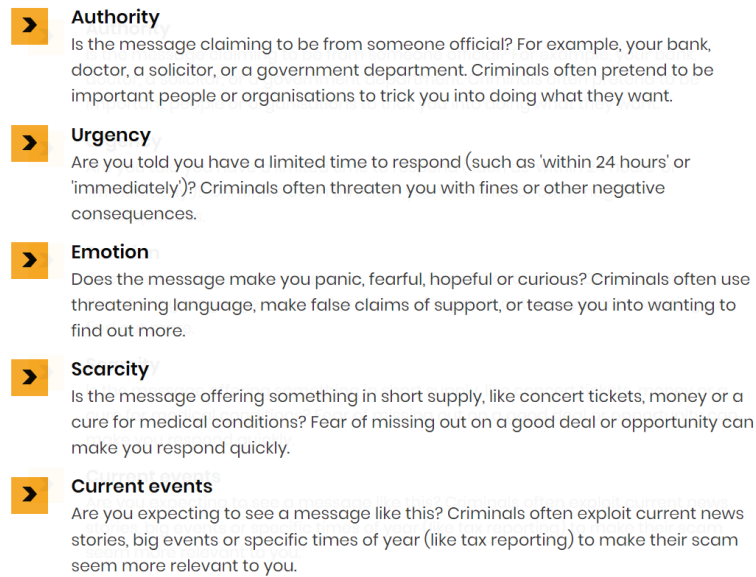 Authority
Is the message claiming to be from someone official? For example, your bank,
doctor, a solicitor, or a government department. Criminals often pretend to be
important people or organisations to trick you into doing what they want.
Urgency
Are you told you have a limited time to respond (such as 'within 24 hours' or
'immediately')? Criminals often threaten you with fines or other negative
consequences.
Emotion
Does the message make you panic, fearful, hopeful or curious? Criminals often use
threatening language, make false claims of support, or tease you into wanting to
find out more.
Scarcity
Is the message offering something in short supply, like concert tickets, money or a
cure for medical conditions? Fear of missing out on a good deal or opportunity can
make you respond quickly.
Current events
Are you expecting to see a message like this? Criminals often exploit current news
stories, big events or specific times of year (like tax reporting) to make their scam
seem more relevant to you.